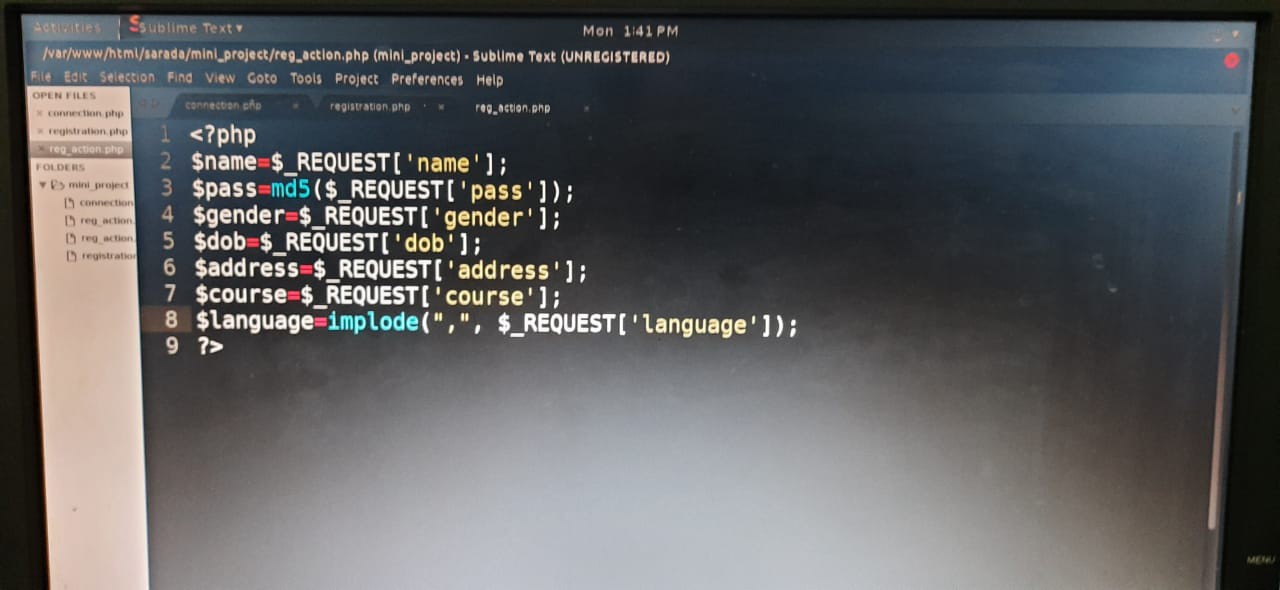 Activities
Sublime Text ▾
Mon 1:41 PM
/var/www/html/sarada/mini_project/reg_action.php (mini_project) - Sublime Text (UNREGISTERED)
File Edit Selection Find View Goto Tools Project Preferences Help
OPEN FILES
× connection.php
× registration.php
× reg_action.php
FOLDERS
▼ mini_project
connection
reg_action.
reg_action.
registration
connection.php ×
registration.php ×
reg_action.php ×
1 <?php
2 $name=$_REQUEST['name'];
3 $pass=md5($_REQUEST['pass']);
4 $gender=$_REQUEST['gender'];
5 $dob=$_REQUEST['dob'];
6 $address=$_REQUEST['address'];
7 $course=$_REQUEST['course'];
8 $language=implode(",", $_REQUEST['language']);
9 ?>
MENU